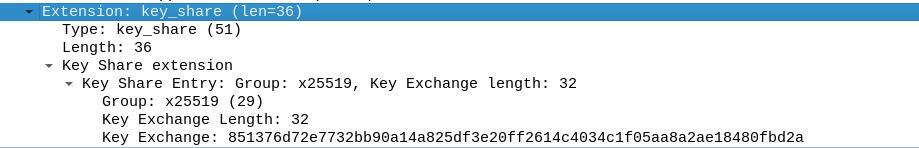 Extension: key_share (len=36)
Type: key_share (51)
Length: 36
Key Share extension
Key Share Entry: Group: x25519, Key Exchange length: 32
Group: x25519 (29)
Key Exchange Length: 32
Key Exchange: 851376d72e7732bb90a14a825df3e20ff2614c4034c1f05aa8a2ae18480fbd2a